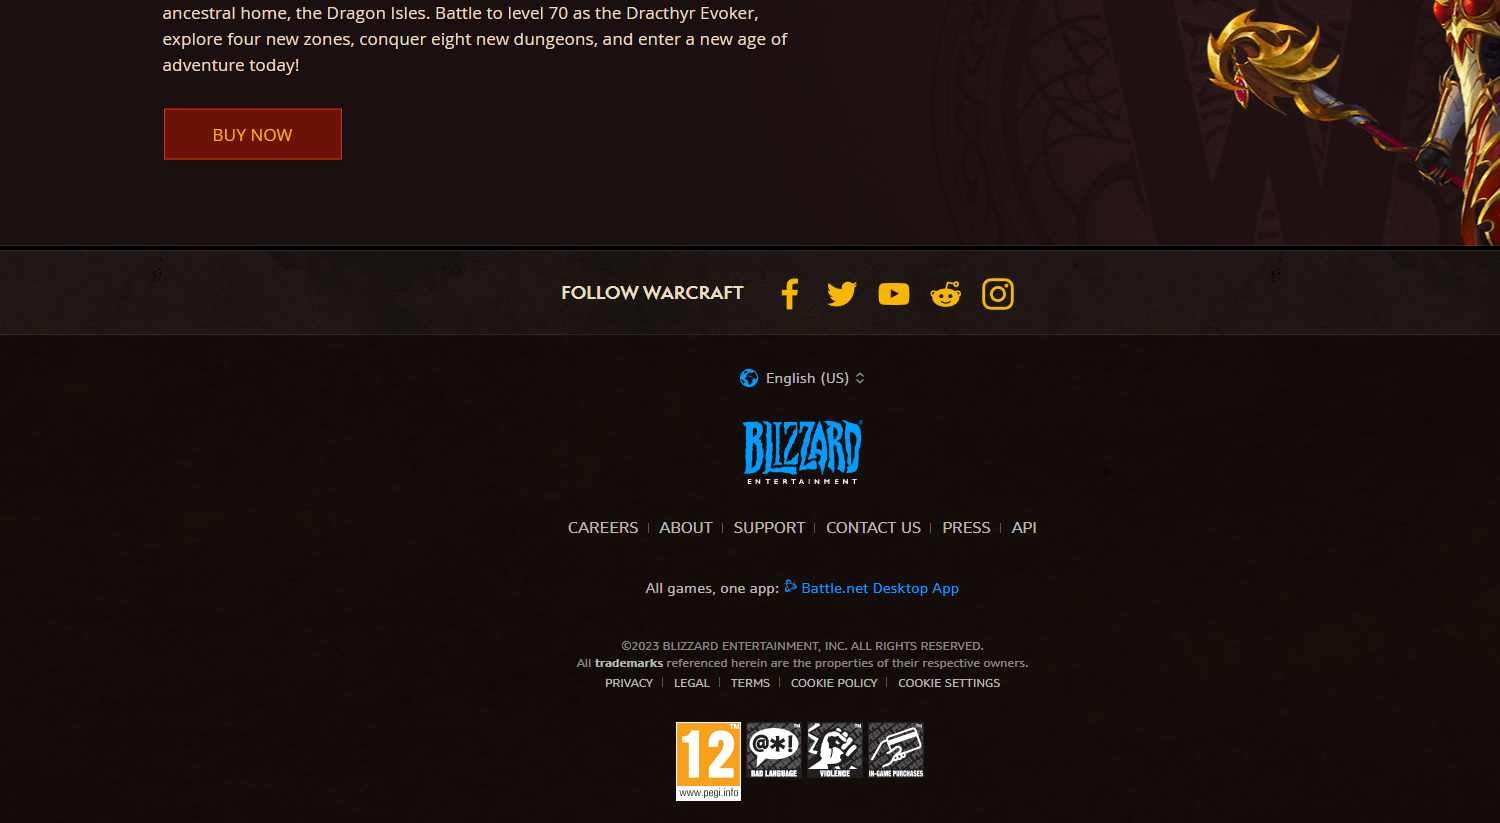 ancestral home, the Dragon Isles. Battle to level 70 as the Dracthyr Evoker,
explore four new zones, conquer eight new dungeons, and enter a new age of
adventure today!
BUY NOW
FOLLOW WARCRAFT
English (US)
BLIZZARD
ENTERTAINMENT
CAREERS
ABOUT
SUPPORT
CONTACT US
PRESS
API
All games, one app: Battle.net Desktop App
©2023 BLIZZARD ENTERTAINMENT, INC. ALL RIGHTS RESERVED.
All trademarks referenced herein are the properties of their respective owners.
PRIVACY
LEGAL
TERMS
COOKIE POLICY
COOKIE SETTINGS
12™
www.pegi.info
@*!
BAD LANGUAGE
VIOLENCE
IN-GAME PURCHASES